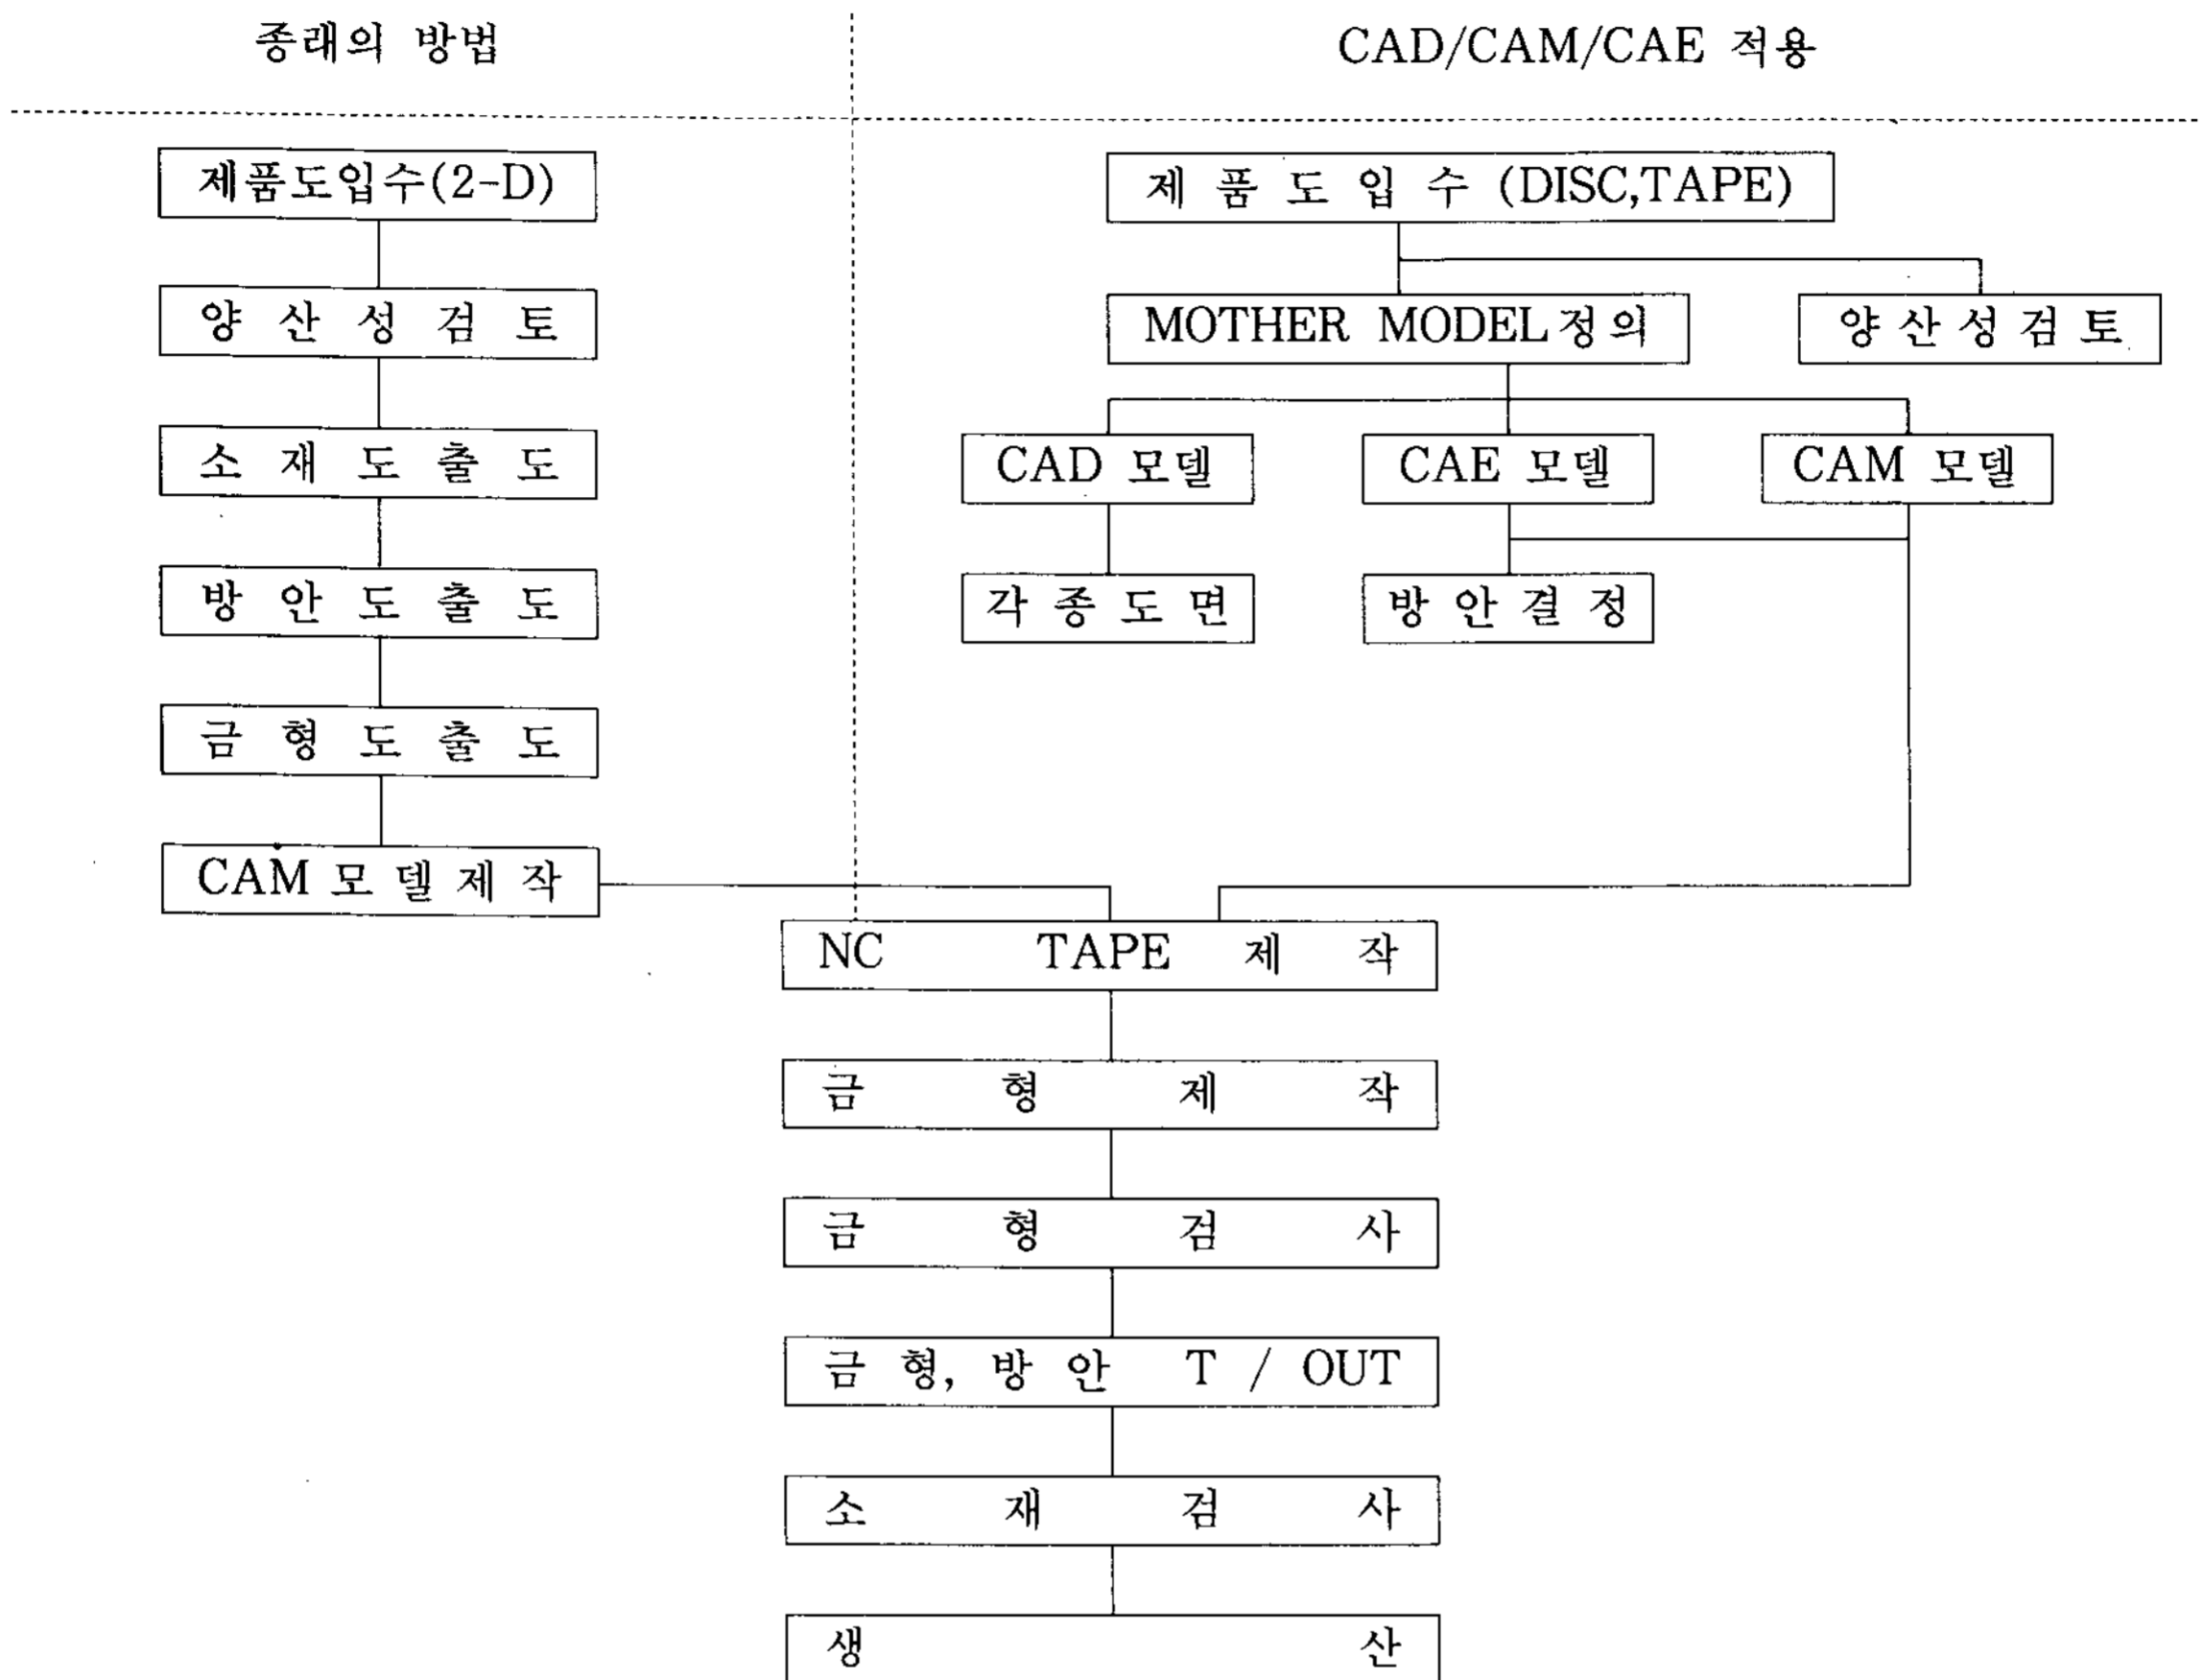 종래의 방법
CAD/CAM/CAE 적용
제품도입수(2-D)
제 품 도 입 수 (DISC,TAPE)
양 산 성 검 토
MOTHER MODEL정의
양 산 성 검 토
소 재 도 출 도
CAD 모델
CAE 모델
CAM 모델
방 안 도 출 도
각 종 도 면
방 안 결 정
금 형 도 출 도
CAM 모 델 제 작
NC TAPE 제 작
금 형 제 작
금 형 검 사
금 형, 방 안 T / OUT
소 재 검 사
생 산